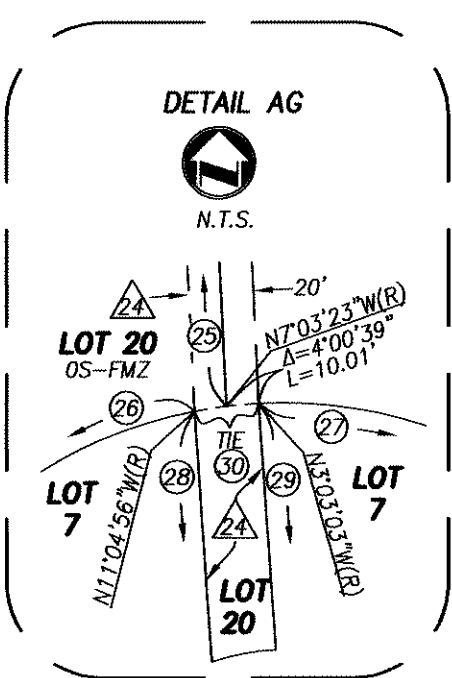 DETAIL AG
N.T.S.
24
20'
25
N7°03'23"W(R)
Δ=4°00'39"
L=10.01'
LOT 20
OS-FMZ
26
27
TIE
30
28
29
LOT
7
LOT
7
N11°04'56"W(R)
N3°03'03"W(R)
24
LOT
20